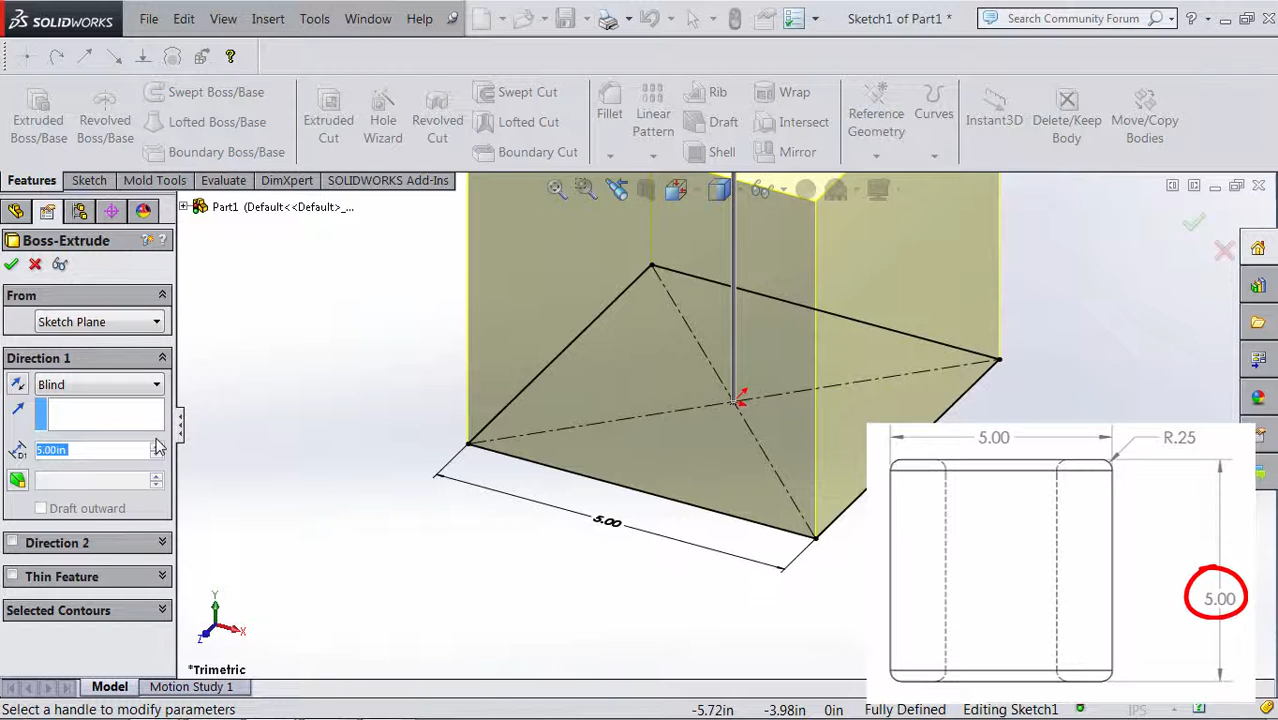 SOLIDWORKS File Edit View Insert Tools Window Help Sketch1 of Part1 * Search Community Forum ?
?
Extruded Boss/Base
Revolved Boss/Base
Swept Boss/Base
Lofted Boss/Base
Boundary Boss/Base
Extruded Cut
Hole Wizard
Revolved Cut
Swept Cut
Lofted Cut
Boundary Cut
Fillet
Linear Pattern
Rib
Draft
Shell
Wrap
Intersect
Mirror
Reference Geometry
Curves
Instant3D
Delete/Keep Body
Move/Copy Bodies
Features Sketch Mold Tools Evaluate DimXpert SOLIDWORKS Add-Ins
Part1 (Default<<Default>_...
Boss-Extrude ?
From
Sketch Plane
Direction 1
Blind
D1
5.00in
Draft outward
Direction 2
Thin Feature
Selected Contours
5.00
Y
X
Z
*Trimetric
5.00 R.25
5.00
Model Motion Study 1
Select a handle to modify parameters -5.72in -3.98in 0in Fully Defined Editing Sketch1 IPS ?